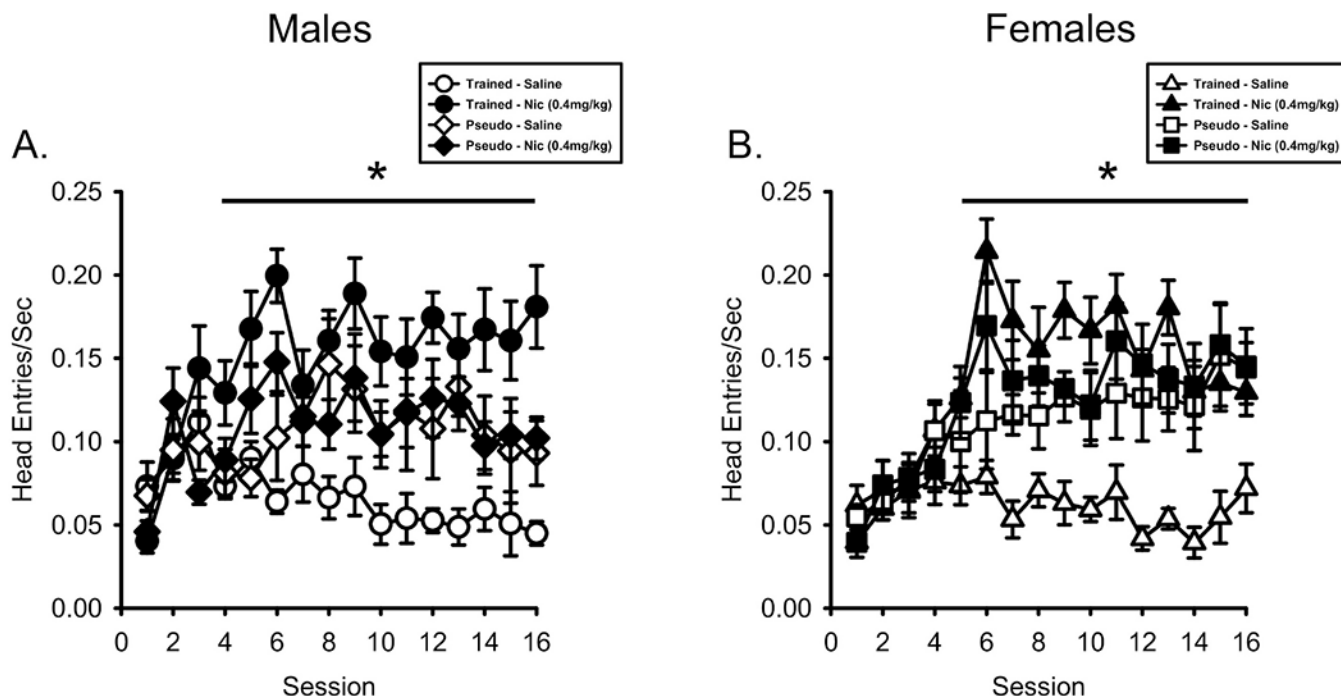 Males
Trained - Saline
Trained - Nic (0.4mg/kg)
Pseudo - Saline
Pseudo - Nic (0.4mg/kg)
A.
*
0.25
0.20
0.15
0.10
0.05
0.00
Head Entries/Sec
0 2 4 6 8 10 12 14 16
Session
Females
Trained - Saline
Trained - Nic (0.4mg/kg)
Pseudo - Saline
Pseudo - Nic (0.4mg/kg)
B.
*
0.25
0.20
0.15
0.10
0.05
0.00
Head Entries/Sec
0 2 4 6 8 10 12 14 16
Session